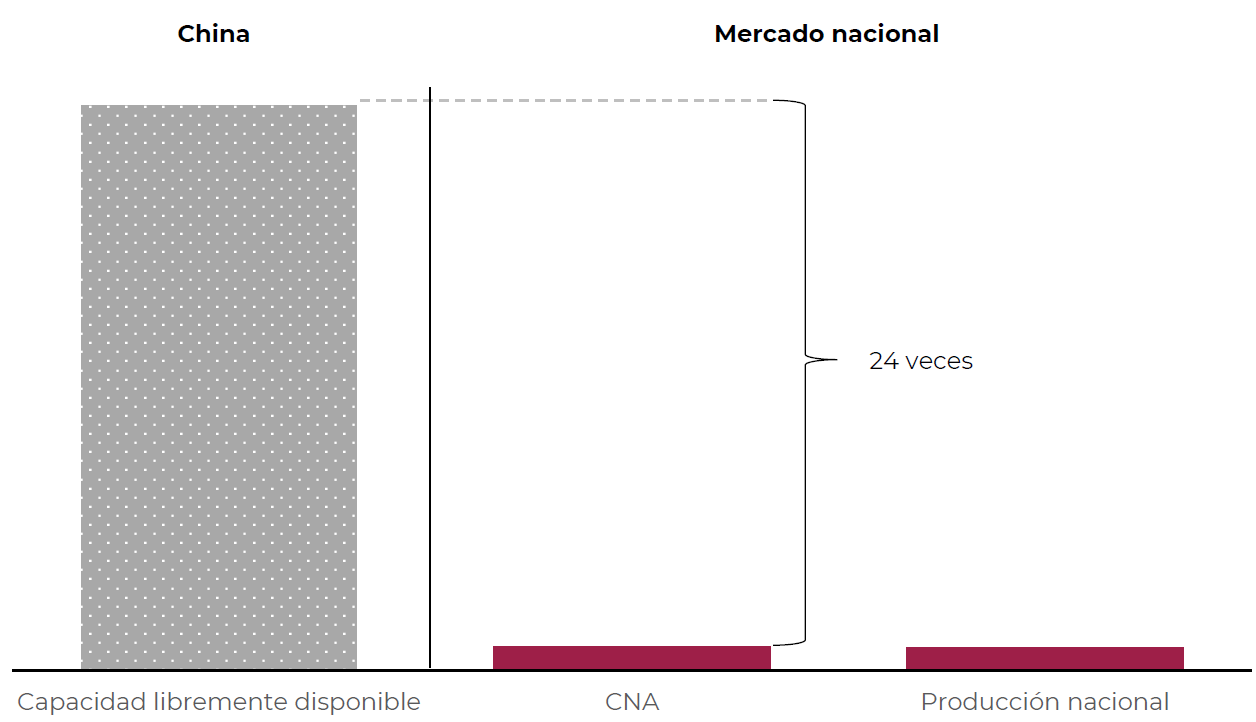 China
Mercado nacional
24 veces
Capacidad libremente disponible
CNA
Producción nacional